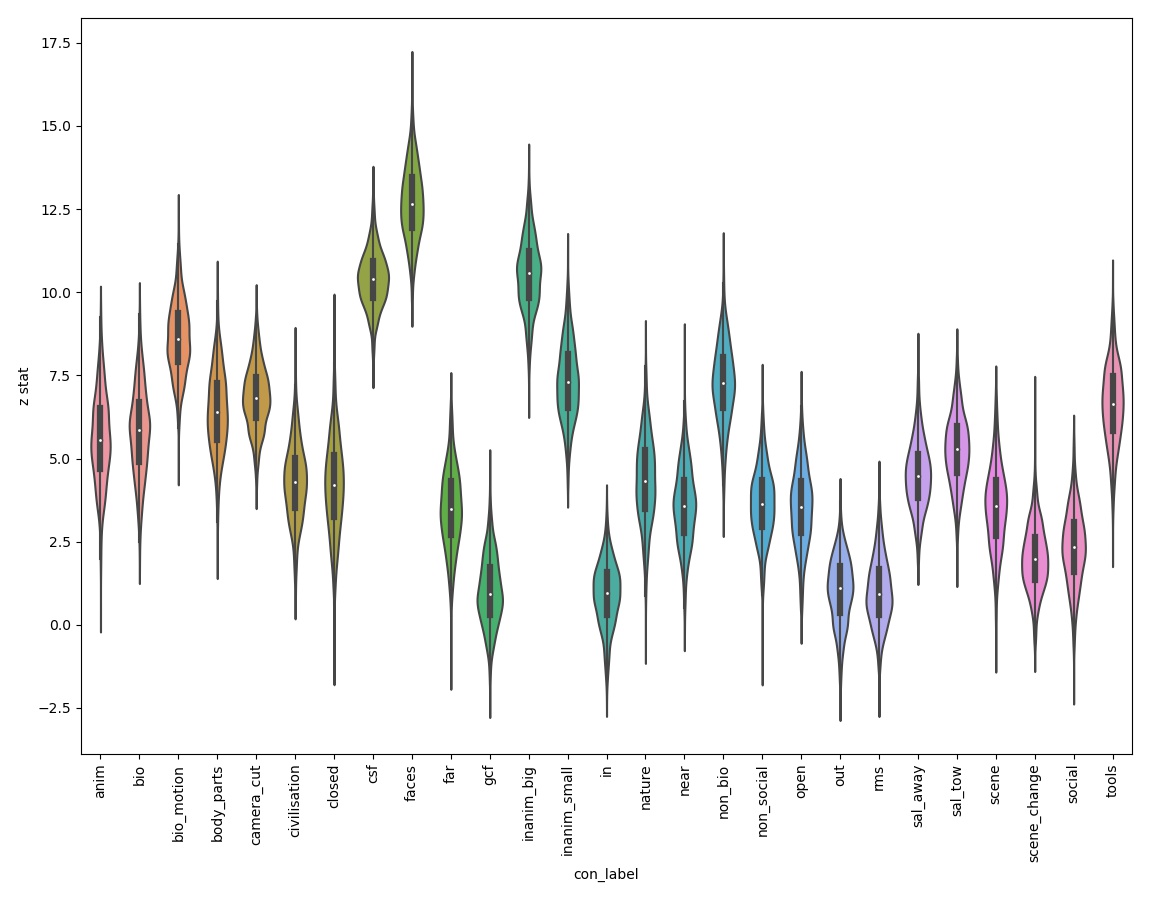 17.5
15.0
12.5
10.0
7.5
5.0
2.5
0.0
−2.5
z stat
anim
bio
bio_motion
body_parts
camera_cut
civilisation
closed
csf
faces
far
gcf
inanim_big
inanim_small
in
nature
near
non_bio
non_social
open
out
rms
sal_away
sal_tow
scene
scene_change
social
tools
con_label